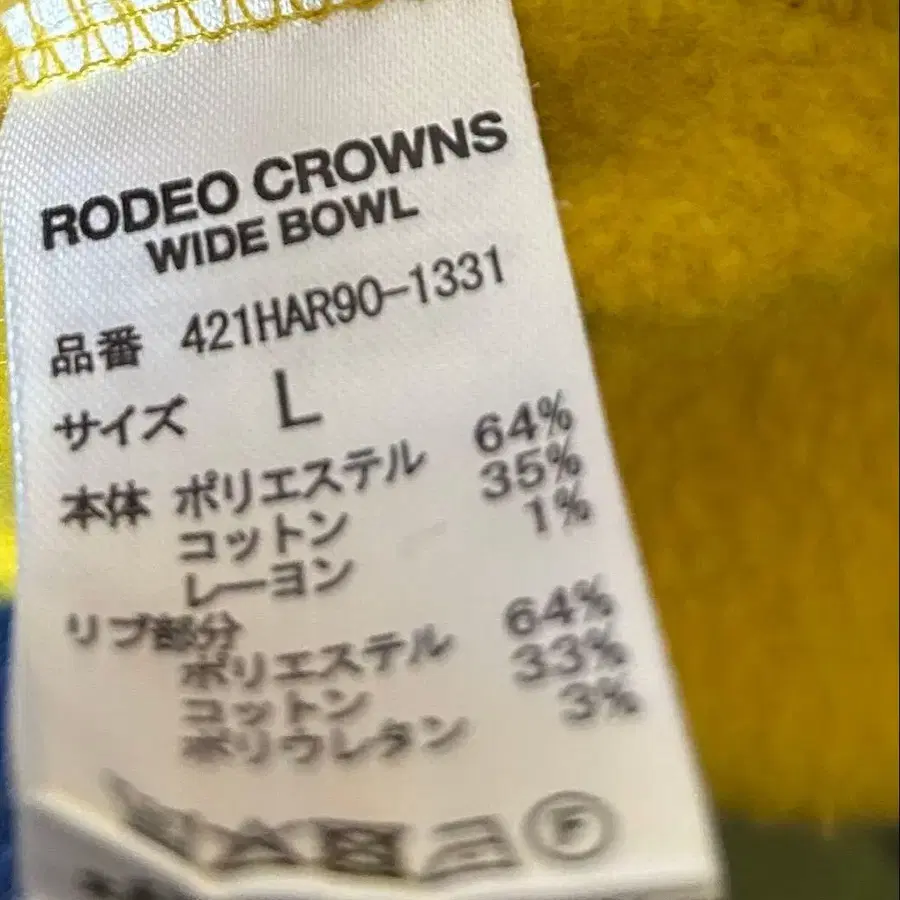 RODEO CROWNS
WIDE BOWL
品番 421HAR90-1331
サイズ L
本体 ポリエステル 64%
コットン 35%
レーヨン 1%
リブ部分
ポリエステル 64%
コットン 33%
ポリウレタン 3%
F